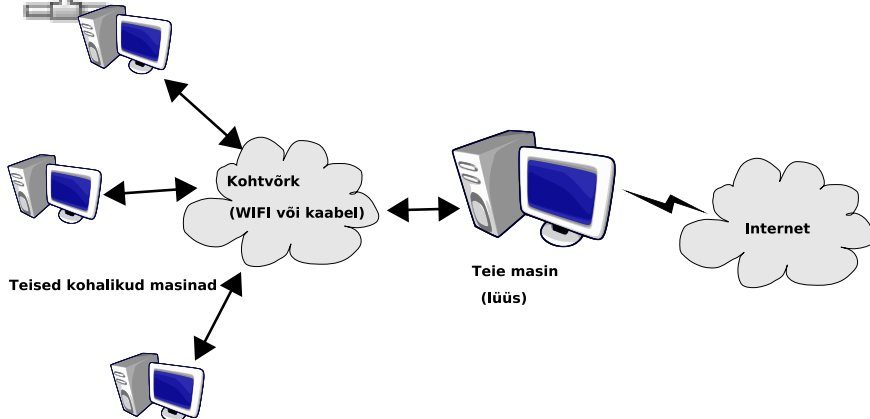 Kohtvõrk
(WIFI või kaabel)
Teised kohalikud masinad
Teie masin
(lüüs)
Internet